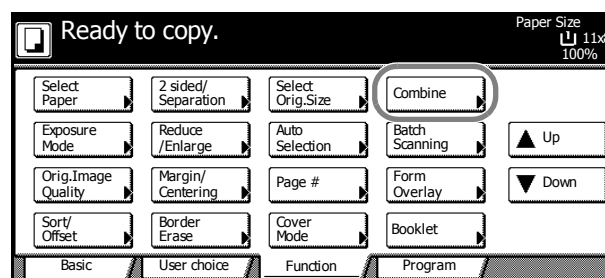 Ready to copy.
Paper Size
11x
100%
Select
Paper
2 sided/
Separation
Select
Orig.Size
Combine
Exposure
Mode
Reduce
/Enlarge
Auto
Selection
Batch
Scanning
Up
Orig.Image
Quality
Margin/
Centering
Page #
Form
Overlay
Down
Sort/
Offset
Border
Erase
Cover
Mode
Booklet
Basic
User choice
Function
Program